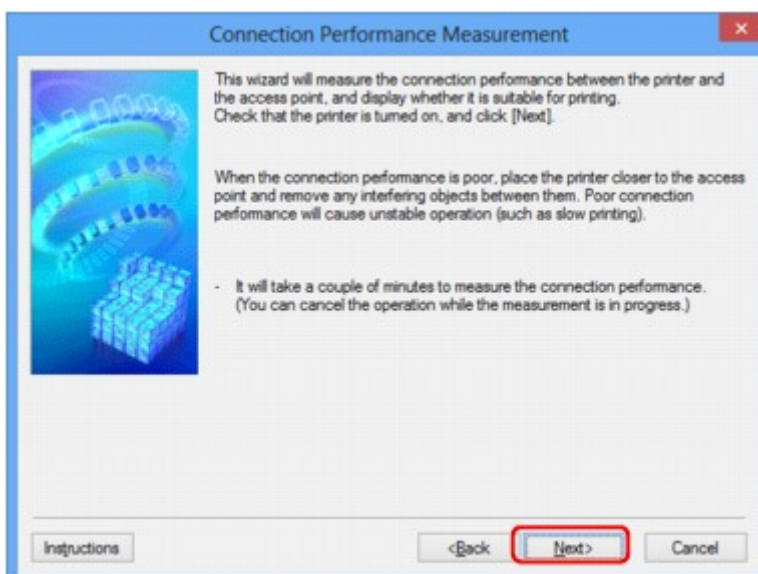 Connection Performance Measurement
This wizard will measure the connection performance between the printer and
the access point, and display whether it is suitable for printing.
Check that the printer is turned on, and click [Next].
When the connection performance is poor, place the printer closer to the access
point and remove any interfering objects between them. Poor connection
performance will cause unstable operation (such as slow printing).
- It will take a couple of minutes to measure the connection performance.
(You can cancel the operation while the measurement is in progress.)
Instructions <Back Next> Cancel